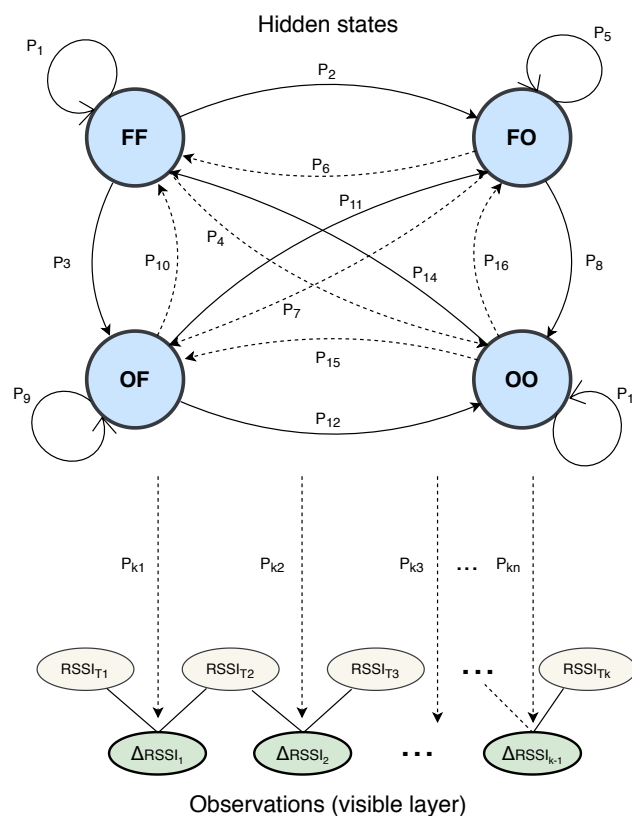 Hidden states
P1
P2
P5
FF
FO
P6
P11
P3
P10
P4
P14
P16
P8
P7
OF
OO
P15
P9
P12
P1
Pk1
Pk2
Pk3
...
Pkn
RSSIT1
RSSIT2
RSSIT3
...
RSSITk
ΔRSSI1
ΔRSSI2
...
ΔRSSIk-1
Observations (visible layer)